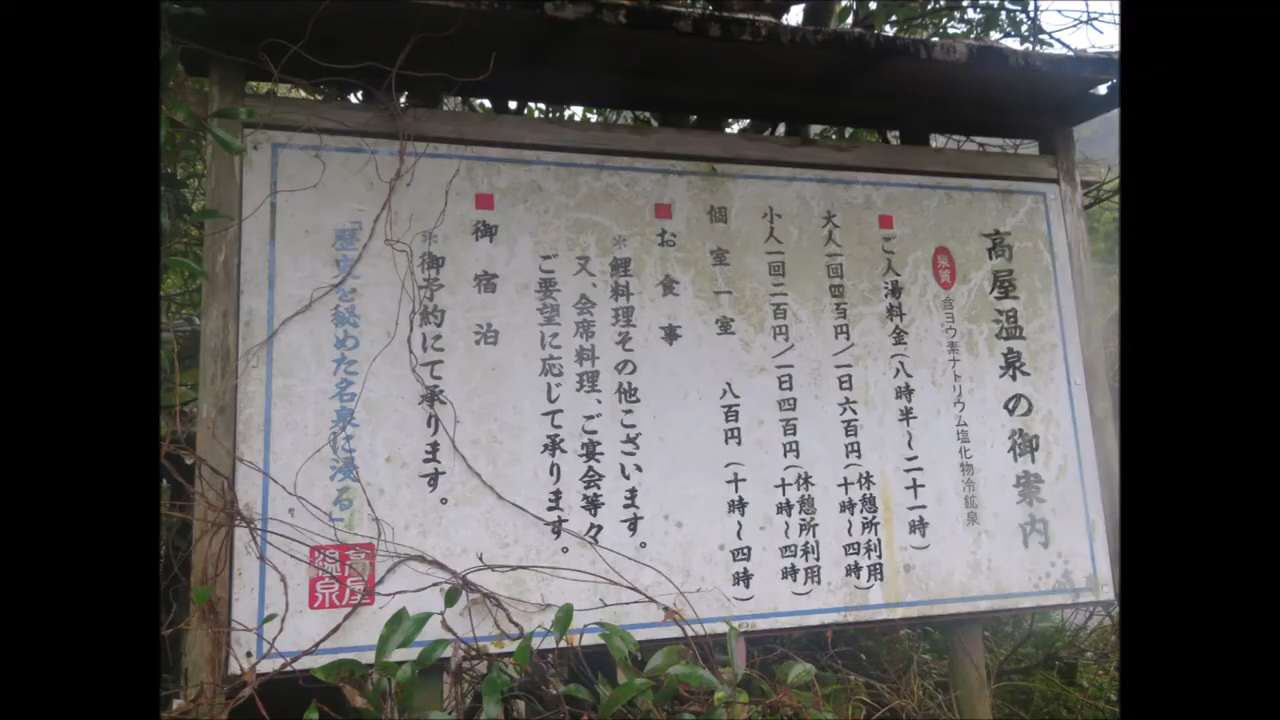 高屋温泉の御案内
泉質
含ヨウ素ナトリウム塩化物冷鉱泉
ご入湯料金(八時半〜二十一時)
大人一回四百円/一日六百円(休憩所利用 十時〜四時)
小人一回二百円/一日四百円(休憩所利用 十時〜四時)
個室一室 八百円(十時〜四時)
お食事
※鯉料理その他ございます。
又、会席料理、ご宴会等々
ご要望に応じて承ります。
御宿泊
※御予約にて承ります。
「歴史を秘めた名泉に浸る」
高屋
温泉